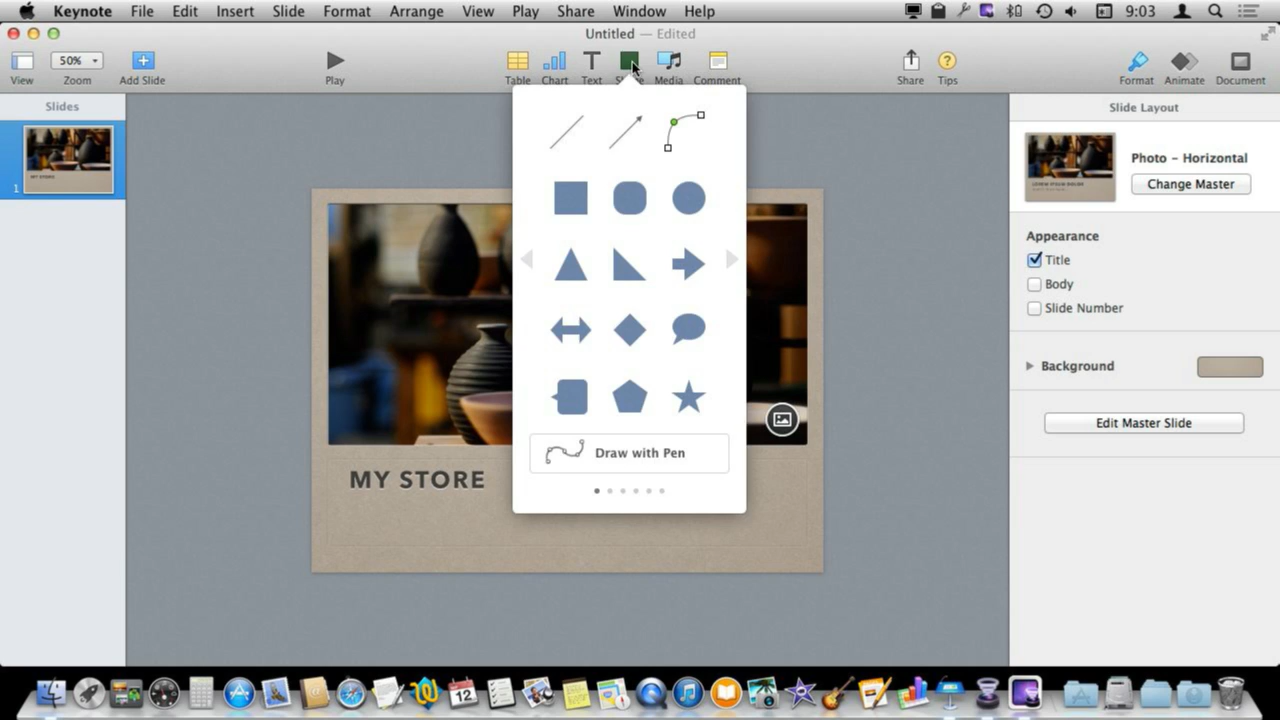 Keynote File Edit Insert Slide Format Arrange View Play Share Window Help 9:03
Untitled — Edited
50%
View Zoom Add Slide Play Table Chart Text Media Comment Share Tips Format Animate Document
Slides
Slide Layout
Photo – Horizontal
Change Master
1
MY STORE
Appearance
Title
Body
Slide Number
Background
Edit Master Slide
Draw with Pen
MY STORE
12